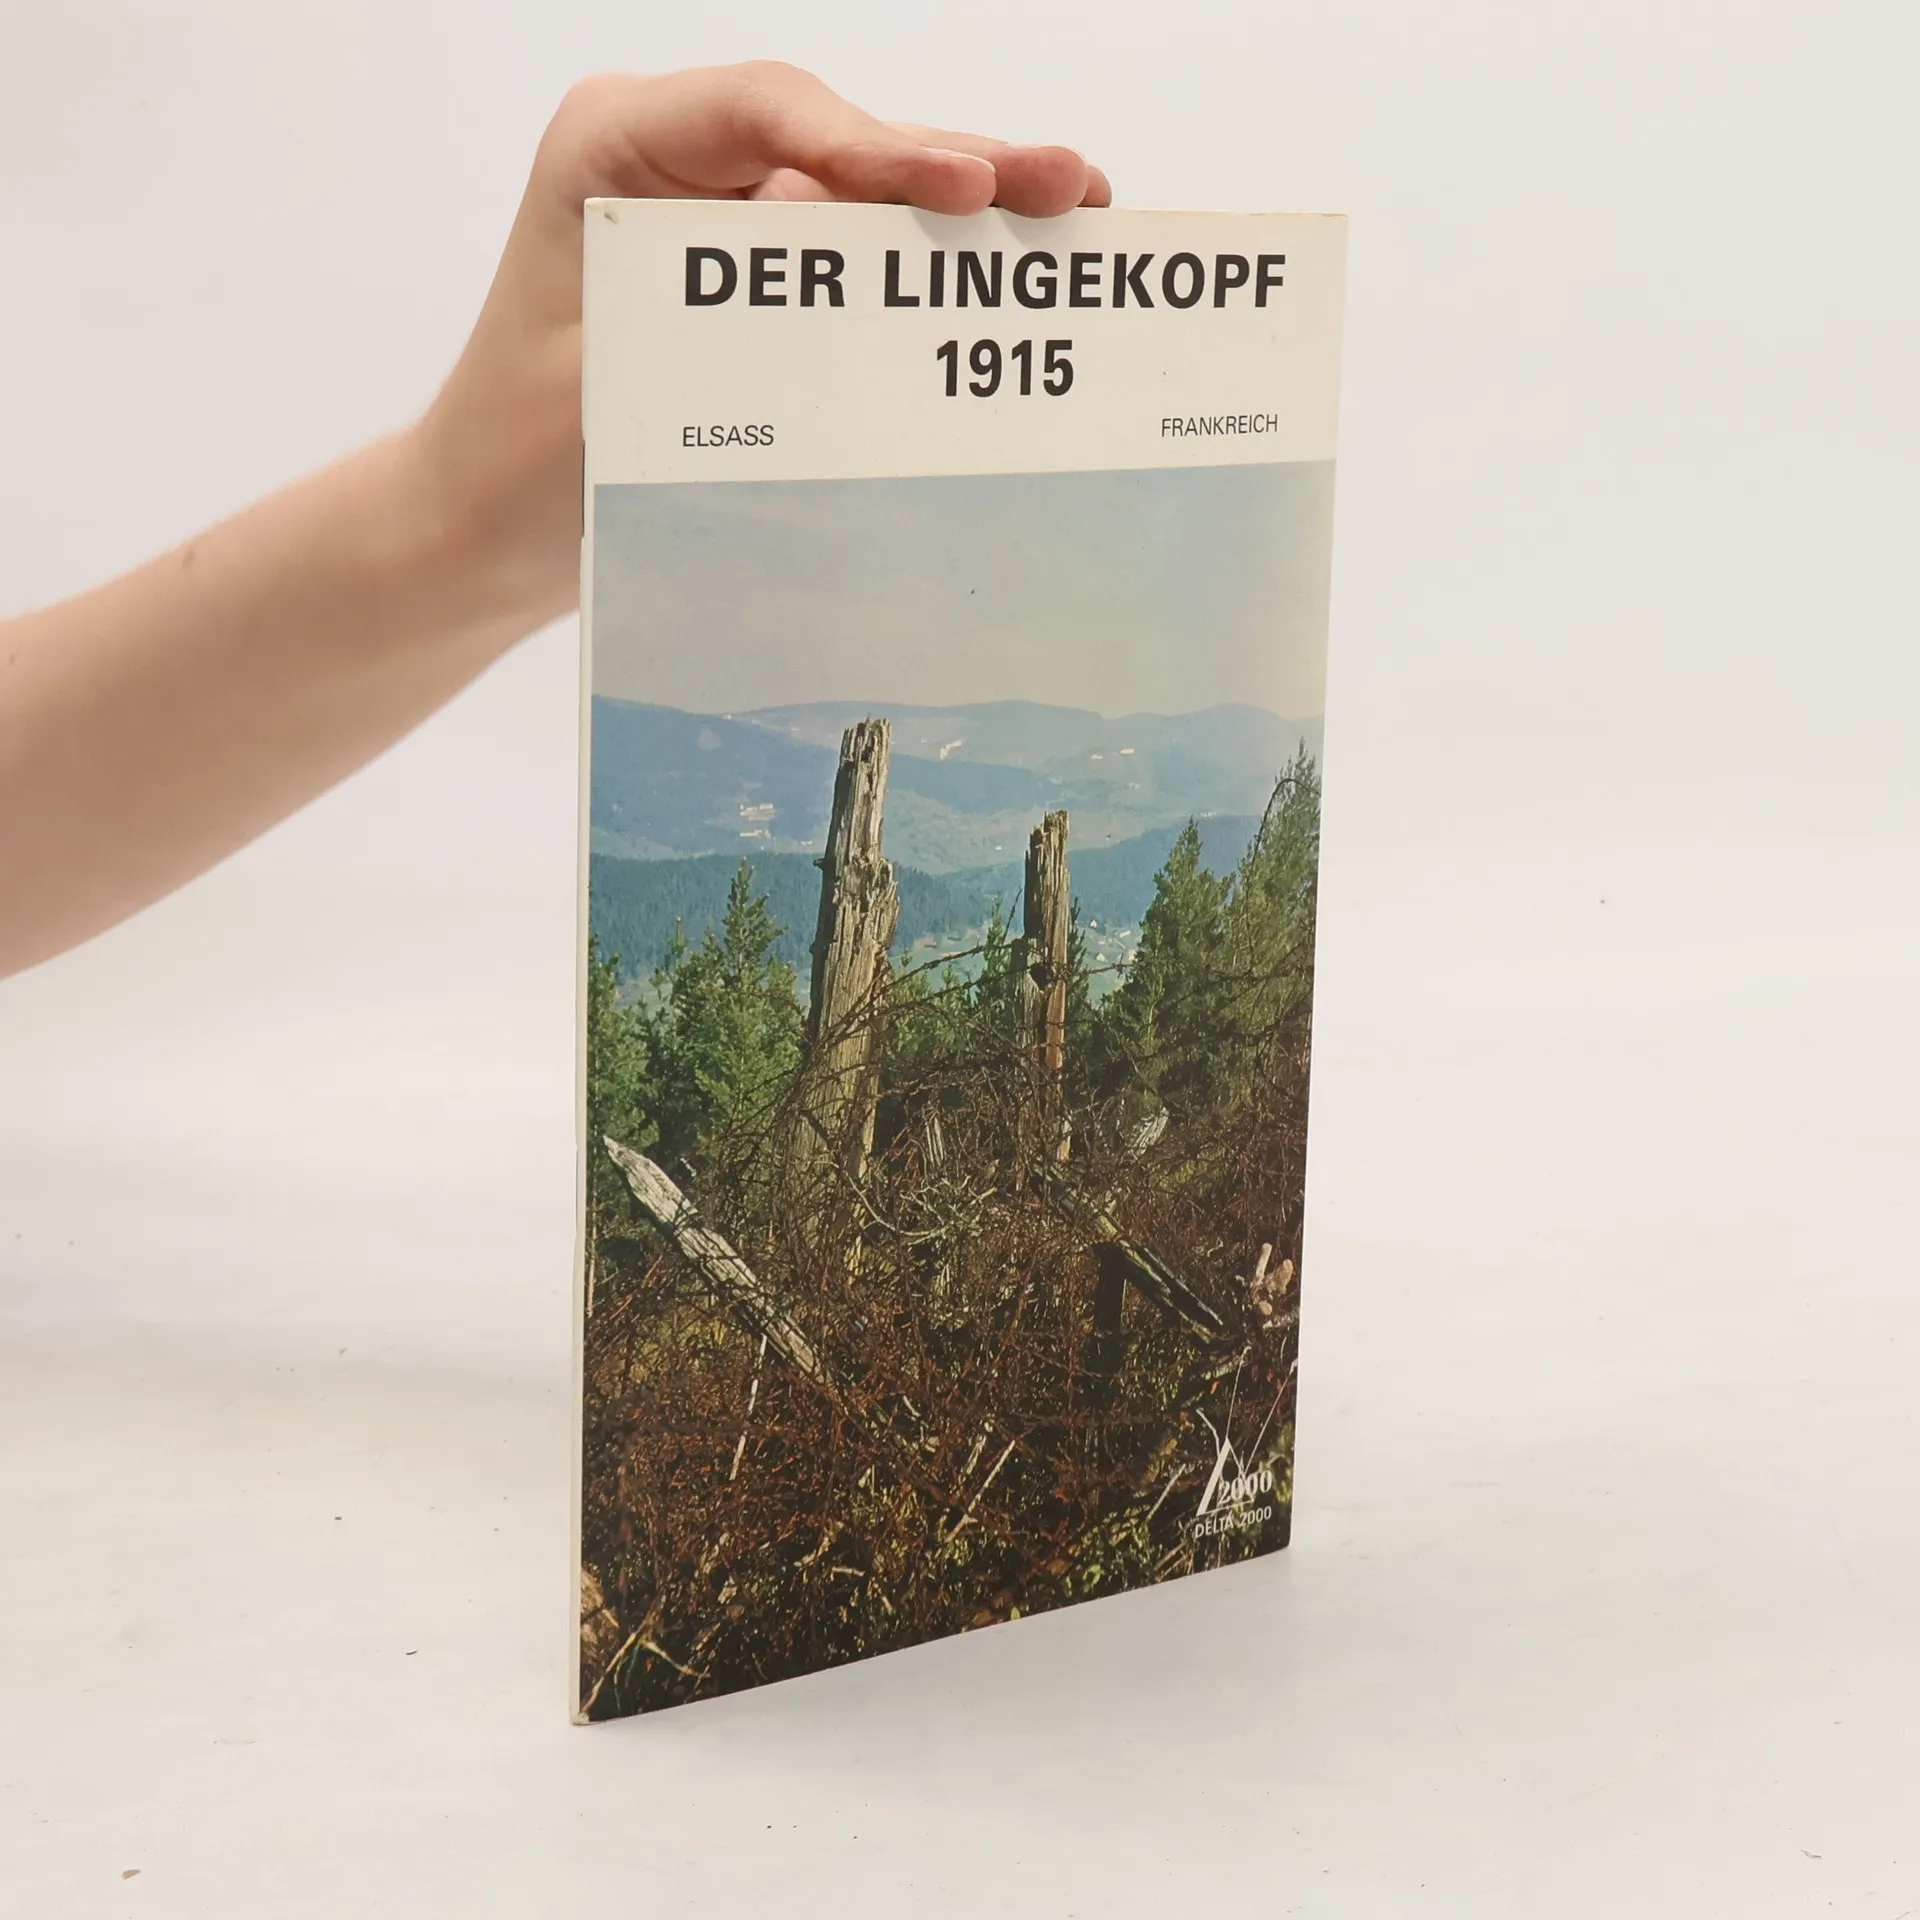 DER LINGEKOPF
1915
ELSASS FRANKREICH
2000
DELTA 2000